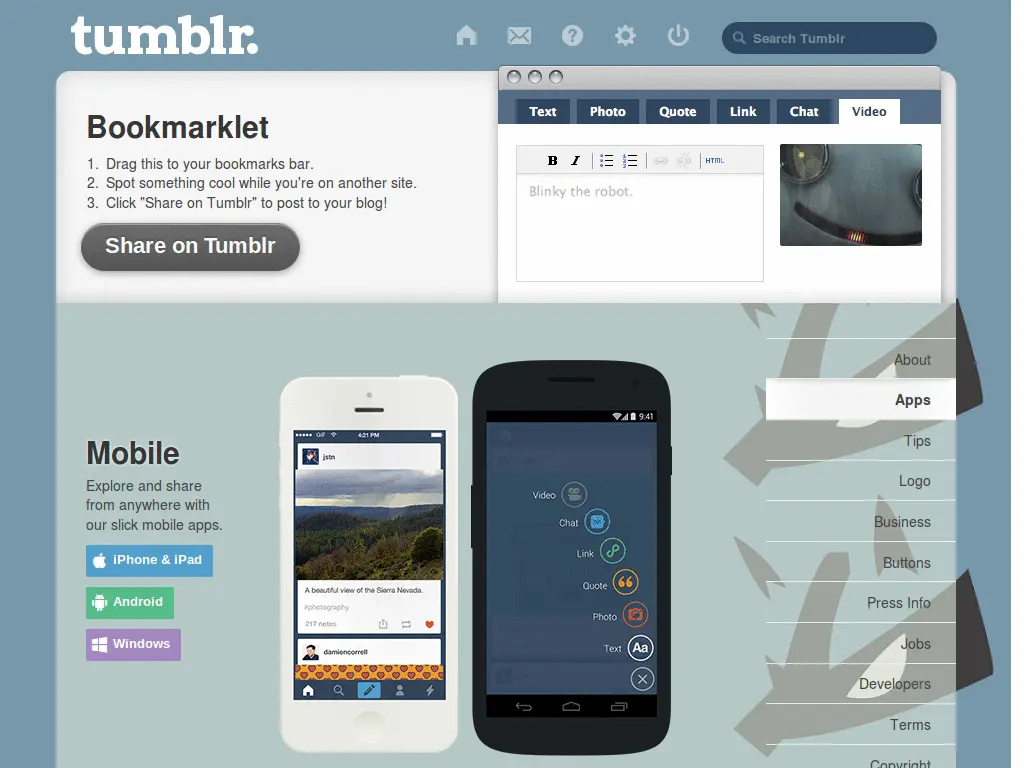 tumblr.
Search Tumblr
Bookmarklet
1. Drag this to your bookmarks bar.
2. Spot something cool while you're on another site.
3. Click "Share on Tumblr" to post to your blog!
Share on Tumblr
Text Photo Quote Link Chat Video
B I HTML
Blinky the robot.
About
Apps
Tips
Logo
Business
Buttons
Press Info
Jobs
Developers
Terms
Copyright
Mobile
Explore and share
from anywhere with
our slick mobile apps.
iPhone & iPad
Android
Windows
GIF 4:21 PM
jstn
A beautiful view of the Sierra Nevada.
#photography
217 notes
damiencorrell
9:41
Video
Chat
Link
Quote
Photo
Text Aa